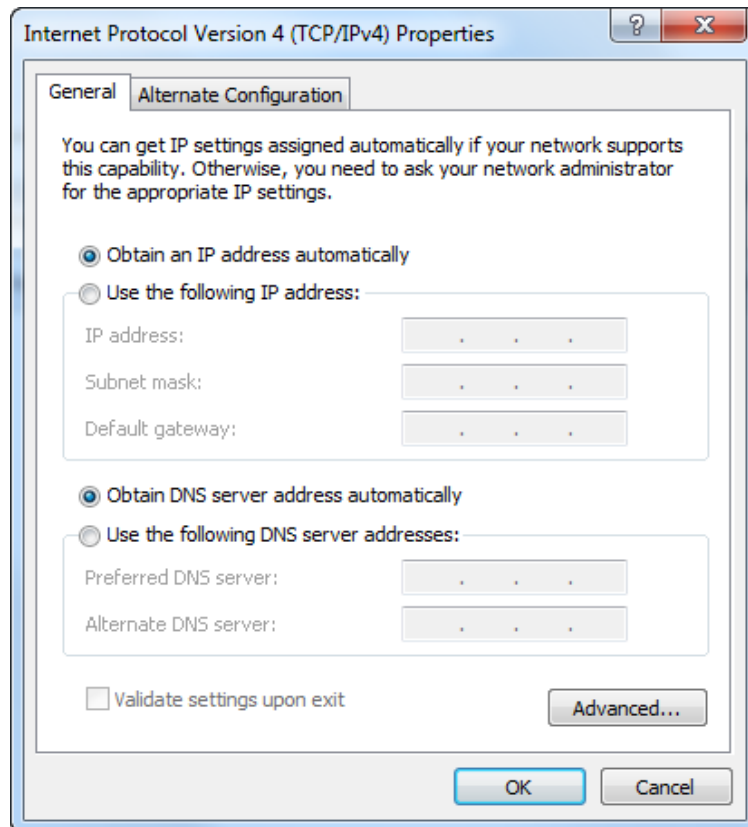 Internet Protocol Version 4 (TCP/IPv4) Properties
?
X
General
Alternate Configuration
You can get IP settings assigned automatically if your network supports
this capability. Otherwise, you need to ask your network administrator
for the appropriate IP settings.
Obtain an IP address automatically
Use the following IP address:
IP address: . . .
Subnet mask: . . .
Default gateway: . . .
Obtain DNS server address automatically
Use the following DNS server addresses:
Preferred DNS server: . . .
Alternate DNS server: . . .
Validate settings upon exit
Advanced...
OK
Cancel